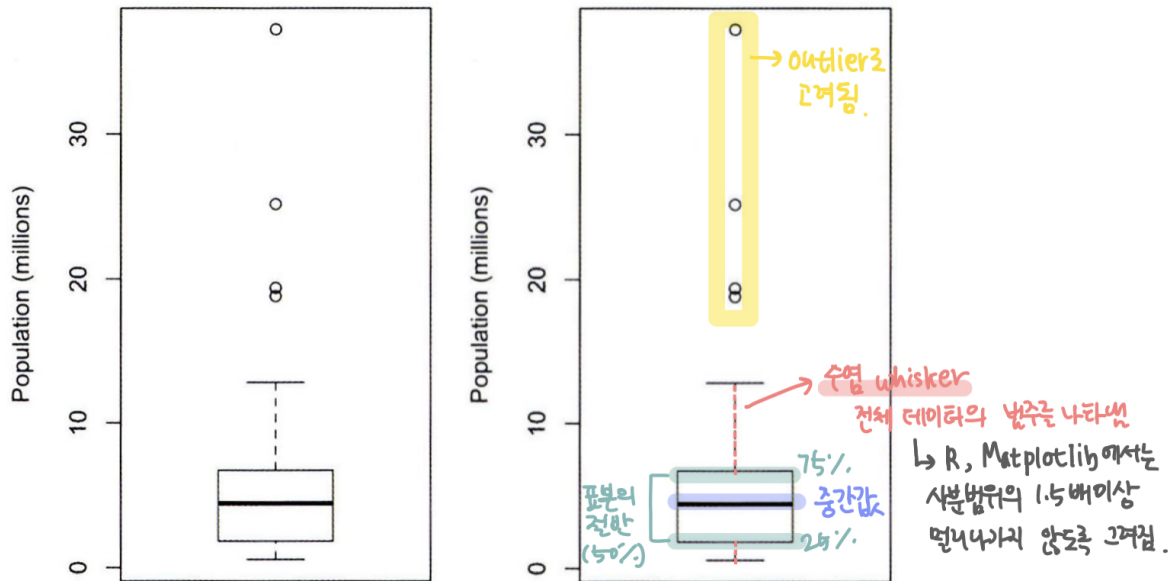 Population (millions)
30
20
10
0
Population (millions)
30
20
10
0
→ outlier로
고려됨.
수염 whisker
전체 데이터의 범주를 나타냄
↳ R, Matplotlib에서는
사분범위의 1.5배이상
멀리나가지 않도록 그려짐.
75%
중간값
25%
표본의
절반
(50%)